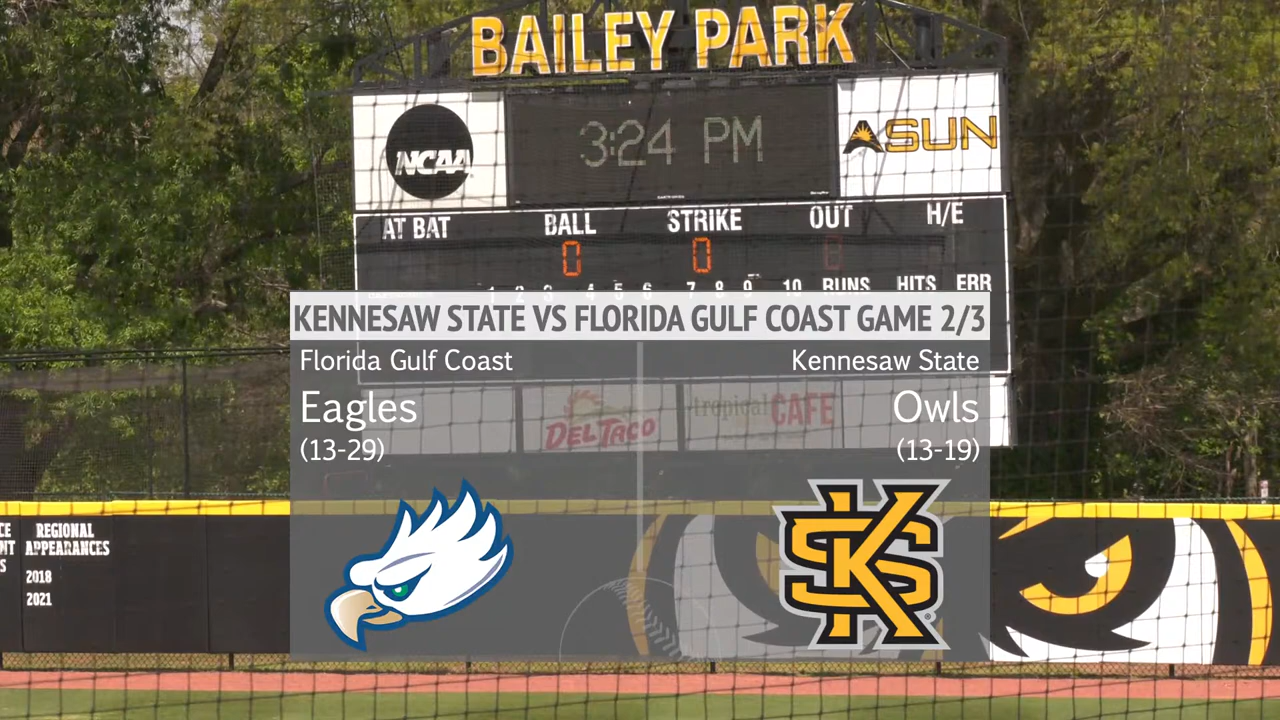 BAILEY PARK
NCAA
3:24 PM
ASUN
AT BAT BALL STRIKE OUT H/E
0 0
1 2 3 4 5 6 7 8 9 10 RUNS HITS ERR
KENNESAW STATE VS FLORIDA GULF COAST GAME 2/3
Florida Gulf Coast
Kennesaw State
Eagles
Owls
(13-29)
(13-19)
DEL TACO
tropical CAFE
KS
REGIONAL
APPEARANCES
2018
2021